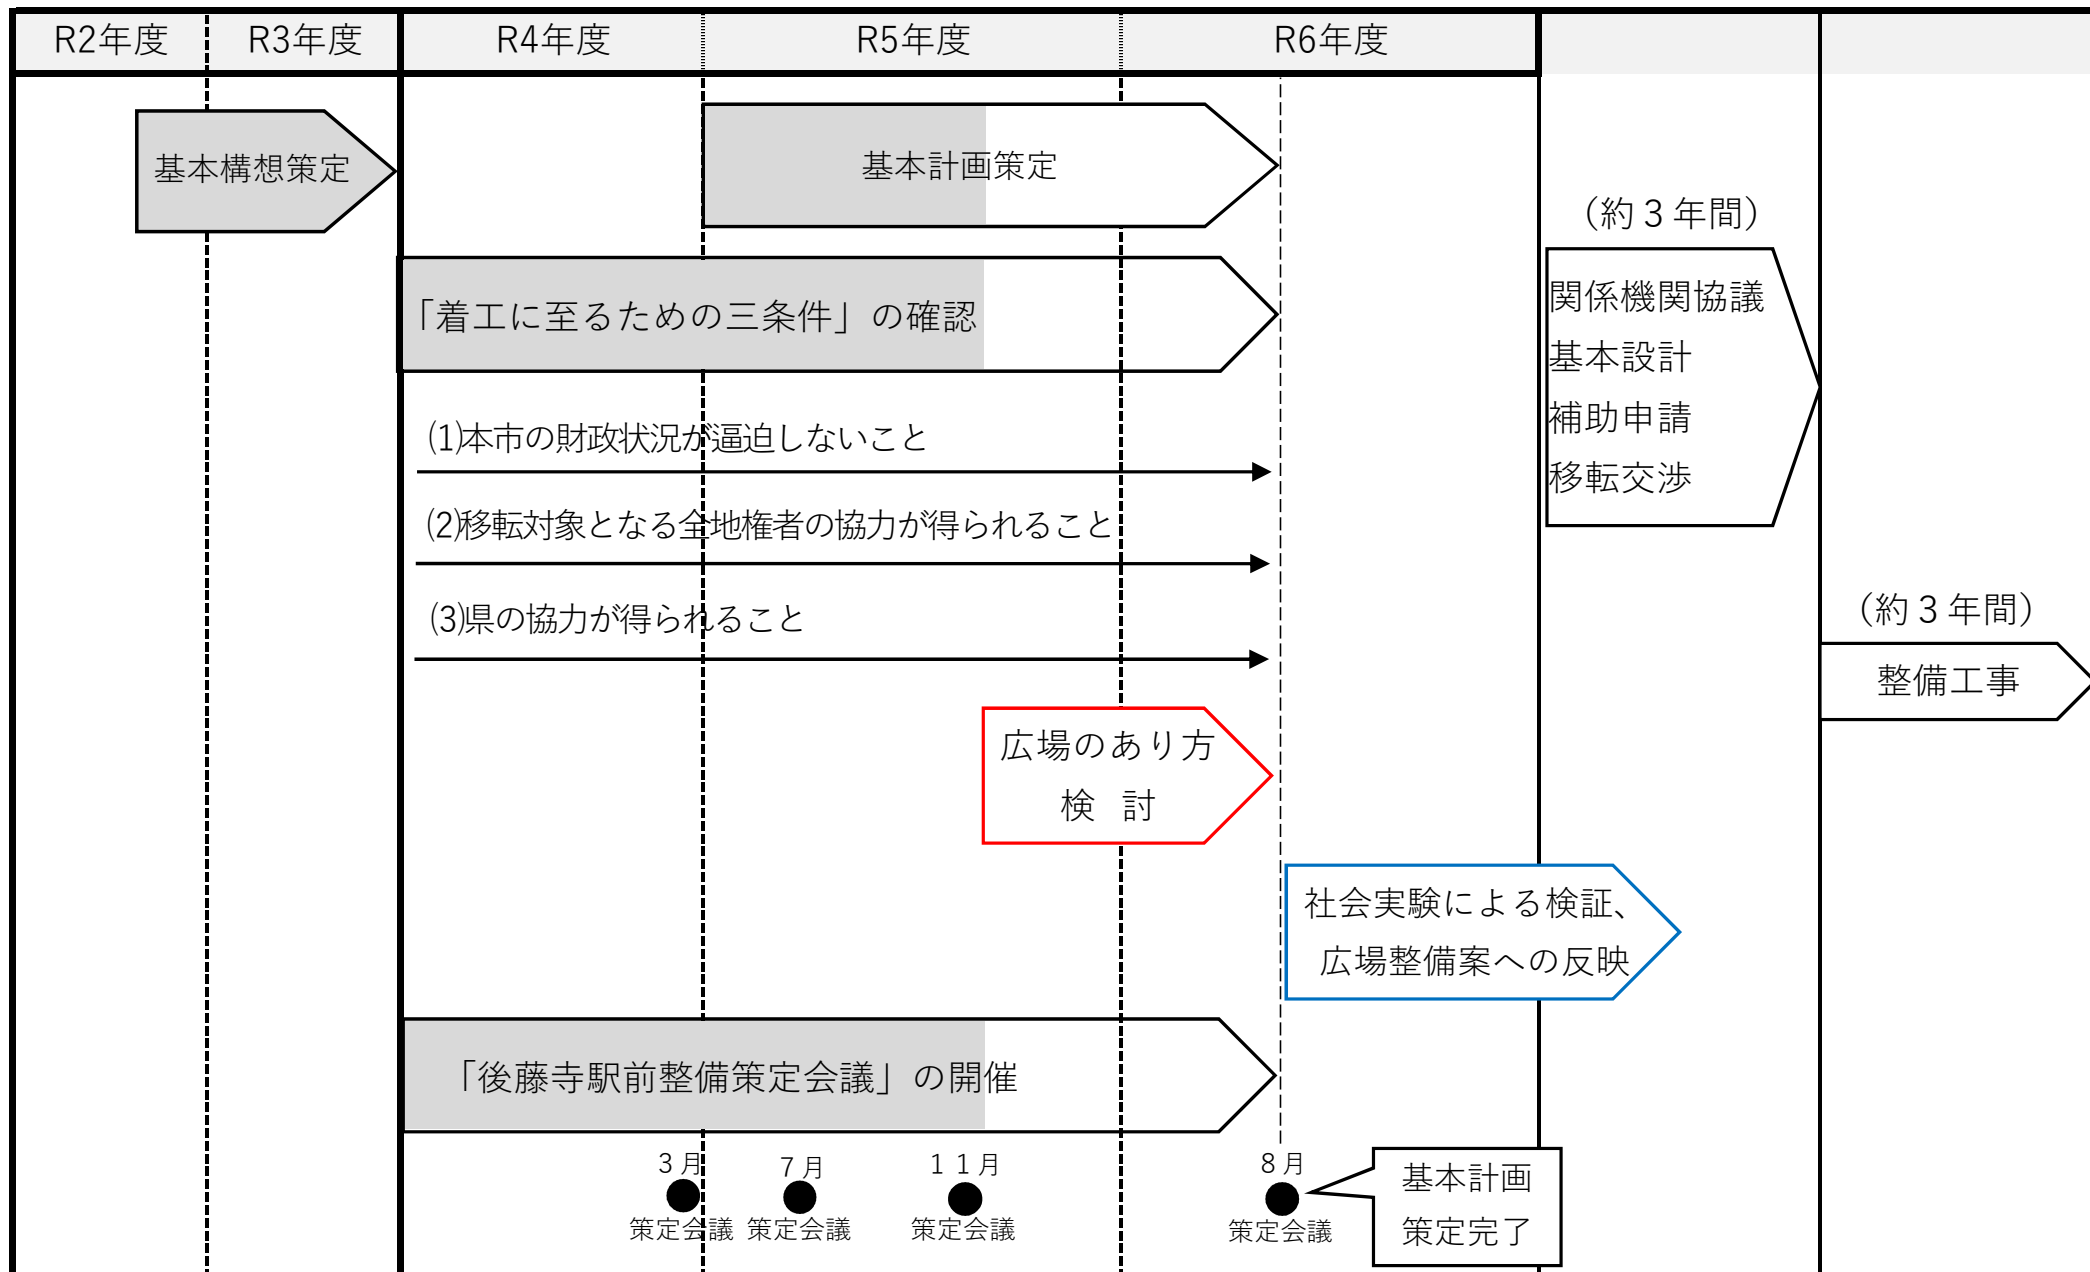 R2年度
R3年度
R4年度
R5年度
R6年度
基本構想策定
基本計画策定
「着工に至るための三条件」の確認
(1)本市の財政状況が逼迫しないこと
(2)移転対象となる全地権者の協力が得られること
(3)県の協力が得られること
（約３年間）
関係機関協議
基本設計
補助申請
移転交渉
（約３年間）
整備工事
広場のあり方
検　討
社会実験による検証、
広場整備案への反映
「後藤寺駅前整備策定会議」の開催
３月
策定会議
７月
策定会議
１１月
策定会議
８月
策定会議
基本計画
策定完了